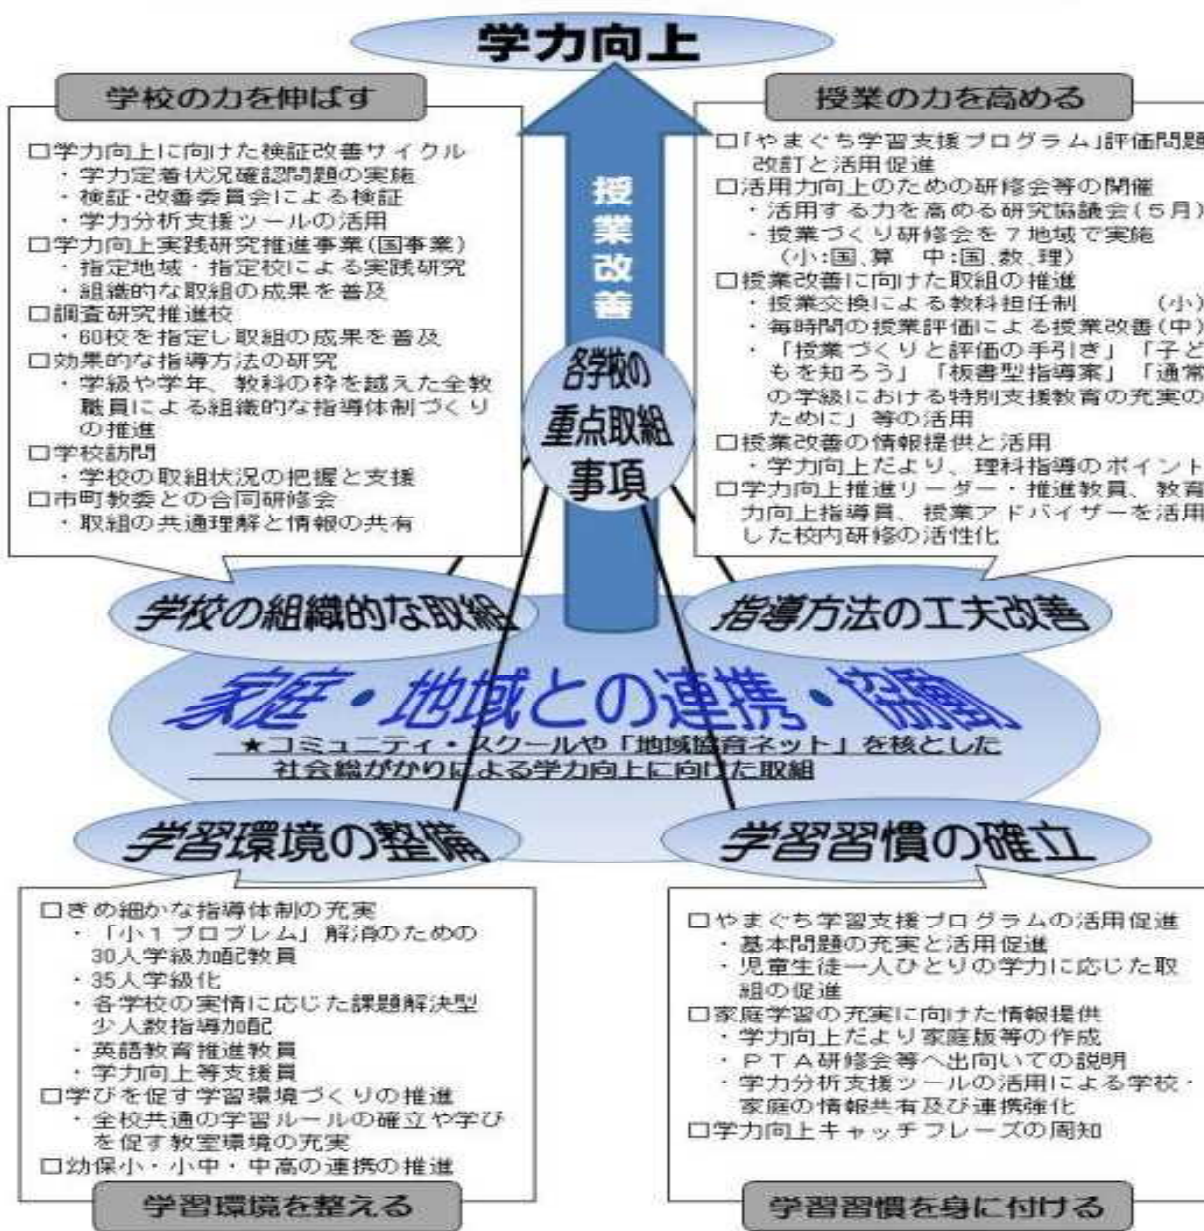 学力向上
学校の力を伸ばす
□学力向上に向けた検証改善サイクル
・学力定着状況確認問題の実施
・検証・改善委員会による検証
・学力分析支援ツールの活用
□学力向上実践研究推進事業(国事業)
・指定地域・指定校による実践研究
・組織的な取組の成果を普及
□調査研究推進校
・60校を指定し取組の成果を普及
□効果的な指導方法の研究
・学級や学年、教科の枠を越えた全教
職員による組織的な指導体制づくり
の推進
□学校訪問
・学校の取組状況の把握と支援
□市町教委との合同研修会
・取組の共通理解と情報の共有
授業の力を高める
□「やまぐち学習支援プログラム」評価問題
改訂と活用促進
□活用力向上のための研修会等の開催
・活用する力を高める研究協議会(5月)
・授業づくり研修会を7地域で実施
(小:国、算 中:国、数、理)
□授業改善に向けた取組の推進
・授業交換による教科担任制 (小)
・毎時間の授業評価による授業改善(中)
・「授業づくりと評価の手引き」「子ど
もを知ろう」「板書型指導案」「通常
の学級における特別支援教育の充実の
ために」等の活用
□授業改善の情報提供と活用
・学力向上だより、理科指導のポイント
□学力向上推進リーダー・推進教員、教育
力向上指導員、授業アドバイザーを活用
した校内研修の活性化
授業改善
各学校の
重点取組
事項
学校の組織的な取組
指導方法の工夫改善
家庭・地域との連携・協働
★コミュニティ・スクールや「地域協育ネット」を核とした
社会総がかりによる学力向上に向けた取組
学習環境の整備
学習習慣の確立
□きめ細かな指導体制の充実
・「小1プロブレム」解消のための
30人学級加配教員
・35人学級化
・各学校の実情に応じた課題解決型
少人数指導加配
・英語教育推進教員
・学力向上等支援員
□学びを促す学習環境づくりの推進
・全校共通の学習ルールの確立や学び
を促す教室環境の充実
□幼保小・小中・中高の連携の推進
学習環境を整える
□やまぐち学習支援プログラムの活用促進
・基本問題の充実と活用促進
・児童生徒一人ひとりの学力に応じた取
組の促進
□家庭学習の充実に向けた情報提供
・学力向上だより家庭版等の作成
・PTA研修会等へ出向いての説明
・学力分析支援ツールの活用による学校・
家庭の情報共有及び連携強化
□学力向上キャッチフレーズの周知
学習習慣を身に付ける